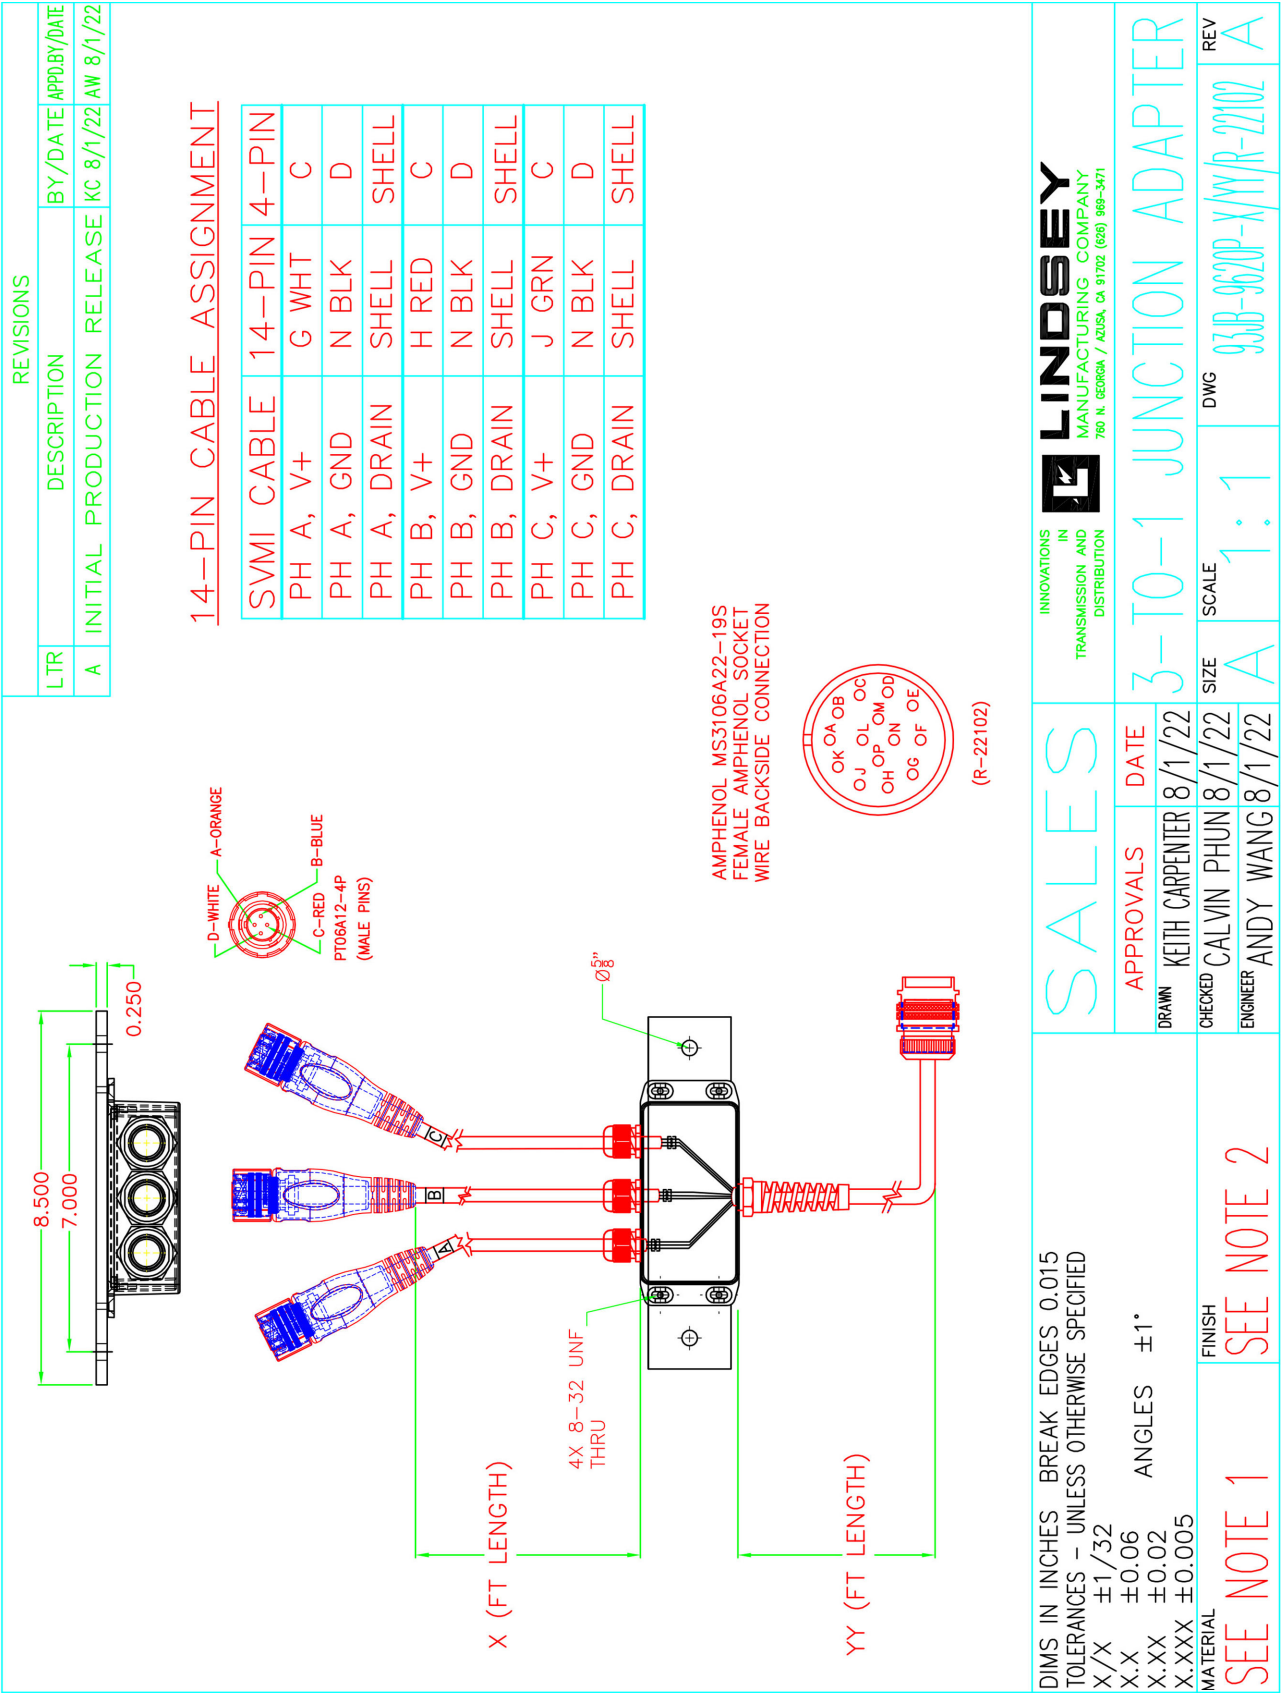 REVISIONS
LTR DESCRIPTION BY/DATE APPD.BY/DATE
A INITIAL PRODUCTION RELEASE KC 8/1/22 AW 8/1/22
8.500
7.000
0.250
D-WHITE
A-ORANGE
B-BLUE
C-RED
PT06A12-4P
(MALE PINS)
14-PIN CABLE ASSIGNMENT
SVMI CABLE 14-PIN 4-PIN
PH A, V+ G WHT C
PH A, GND N BLK D
PH A, DRAIN SHELL SHELL
PH B, V+ H RED C
PH B, GND N BLK D
PH B, DRAIN SHELL SHELL
PH C, V+ J GRN C
PH C, GND N BLK D
PH C, DRAIN SHELL SHELL
A
B
C
X (FT LENGTH)
4X 8-32 UNF
THRU
Ø5/8"
YY (FT LENGTH)
AMPHENOL MS3106A22-19S
FEMALE AMPHENOL SOCKET
WIRE BACKSIDE CONNECTION
K A B
J L C
P M D
H N E
G F
(R-22102)
DIMS IN INCHES BREAK EDGES 0.015
TOLERANCES - UNLESS OTHERWISE SPECIFIED
X/X ±1/32
X.X ±0.06
X.XX ±0.02 ANGLES ±1°
X.XXX ±0.005
MATERIAL
SEE NOTE 1
FINISH
SEE NOTE 2
SALES
APPROVALS DATE
DRAWN KEITH CARPENTER 8/1/22
CHECKED CALVIN PHUN 8/1/22
ENGINEER ANDY WANG 8/1/22
INNOVATIONS
IN
TRANSMISSION AND
DISTRIBUTION
LINDSEY
MANUFACTURING COMPANY
760 N. GEORGIA / AZUSA, CA 91702 (626) 969-3471
3-TO-1 JUNCTION ADAPTER
SIZE
A
SCALE
1:1
DWG
93JB-9620P-X/YY/R-22102
REV
A